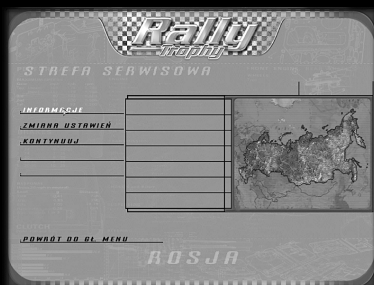 Rally
Trophy
STREFA SERWISOWA
INFORMACJE
ZMIANA USTAWIEŃ
KONTYNUUJ
POWRÓT DO GŁ. MENU
ROSJA